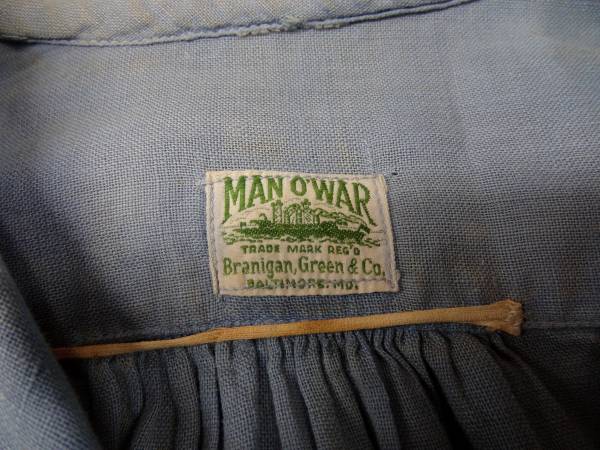 MAN O'WAR
TRADE MARK REG'D
Branigan, Green & Co.
BALTIMORE, MD.